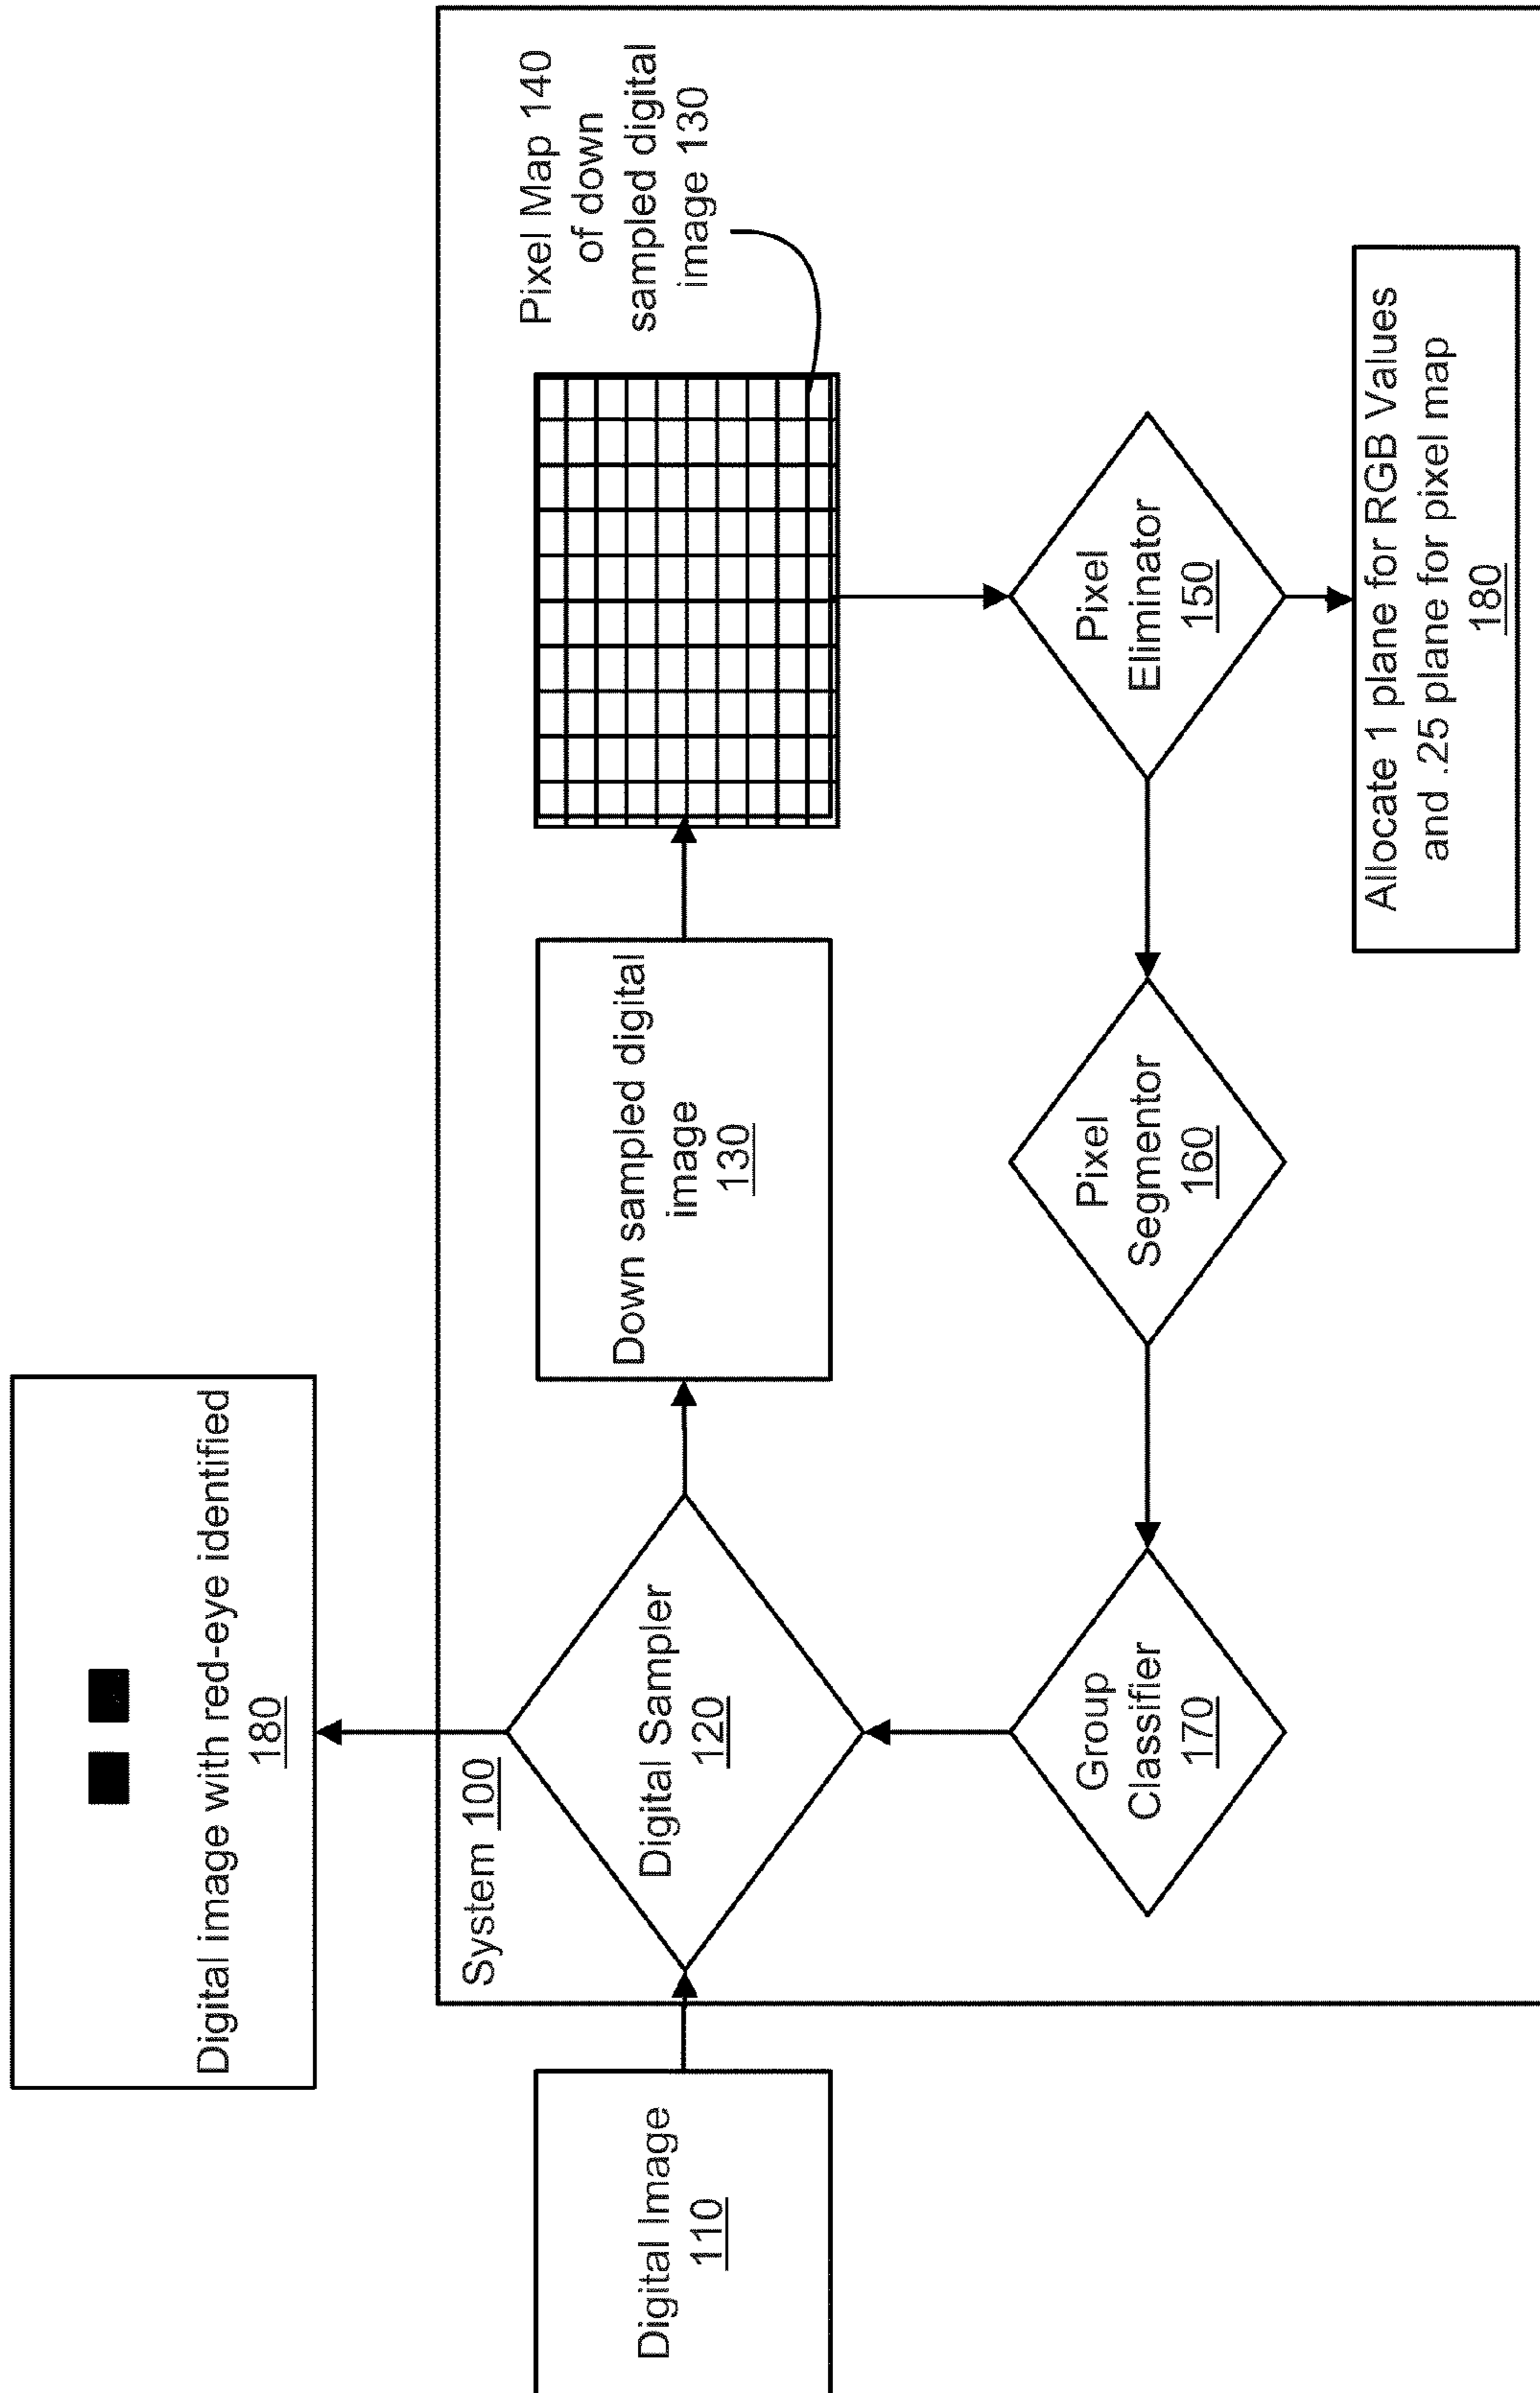 Digital image with red-eye identified
180
System 100
Digital Image
110
Digital Sampler
120
Down sampled digital
image
130
Pixel Map 140
of down
sampled digital
image 130
Group
Classifier
170
Pixel
Segmentor
160
Pixel
Eliminator
150
Allocate 1 plane for RGB Values
and .25 plane for pixel map
180